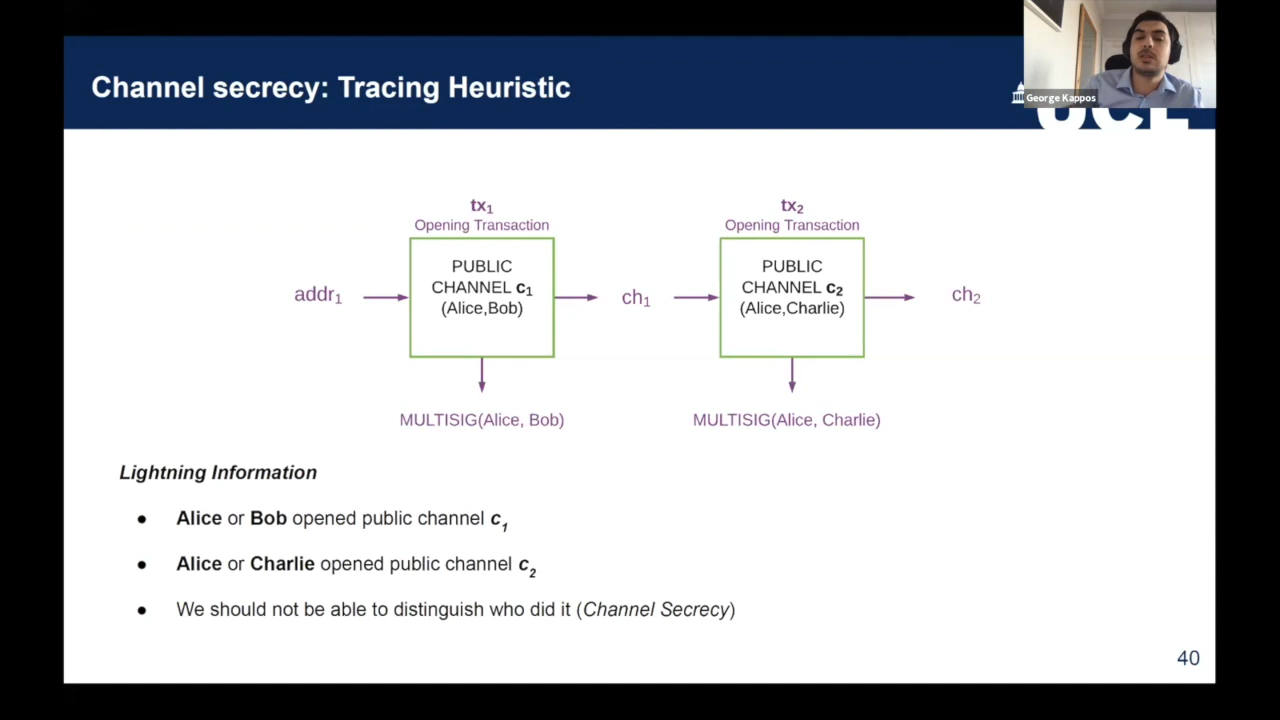 Channel secrecy: Tracing Heuristic
George Kappos
UCL
tx1
Opening Transaction
tx2
Opening Transaction
addr1
PUBLIC
CHANNEL c1
(Alice,Bob)
ch1
PUBLIC
CHANNEL c2
(Alice,Charlie)
ch2
MULTISIG(Alice, Bob)
MULTISIG(Alice, Charlie)
Lightning Information
● Alice or Bob opened public channel c1
● Alice or Charlie opened public channel c2
● We should not be able to distinguish who did it (Channel Secrecy)
40